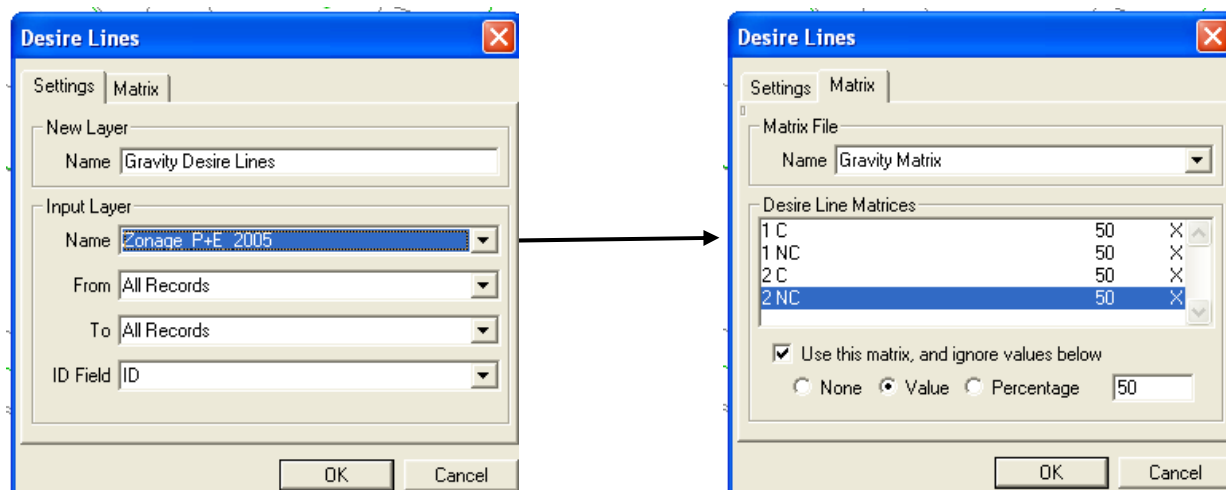 Desire Lines
Settings Matrix
New Layer
Name Gravity Desire Lines
Input Layer
Name Zonage P+E 2005
From All Records
To All Records
ID Field ID
OK Cancel
Desire Lines
Settings Matrix
Matrix File
Name Gravity Matrix
Desire Line Matrices
1 C 50 X
1 NC 50 X
2 C 50 X
2 NC 50 X
Use this matrix, and ignore values below
None Value Percentage 50
OK Cancel